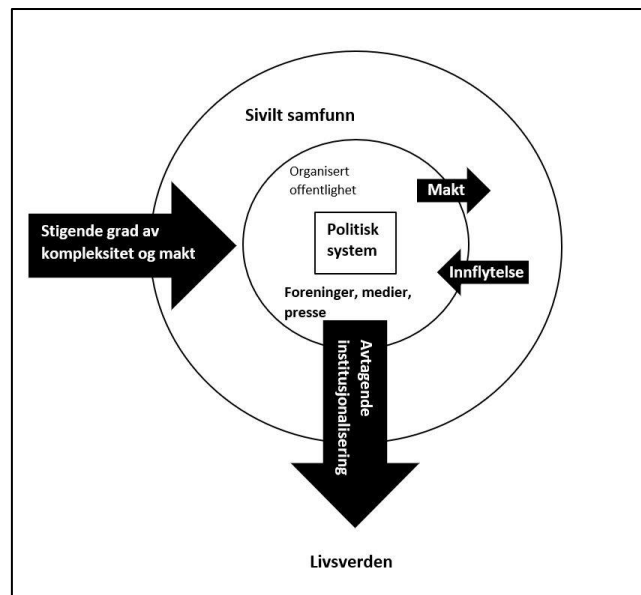 Sivilt samfunn
Organisert
offentlighet
Makt
Stigende grad av
kompleksitet og makt
Politisk
system
Innflytelse
Foreninger, medier,
presse
Avtagende
institusjonalisering
Livsverden